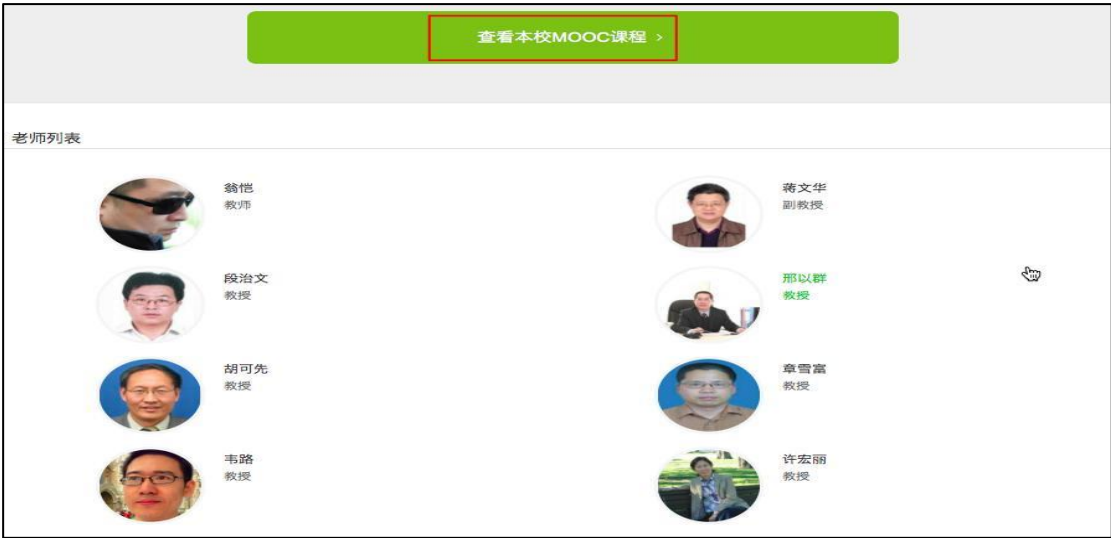 查看本校MOOC课程 >
老师列表
翁恺
教师
蒋文华
副教授
段治文
教授
邢以群
教授
胡可先
教授
章雪富
教授
韦路
教授
许宏丽
教授